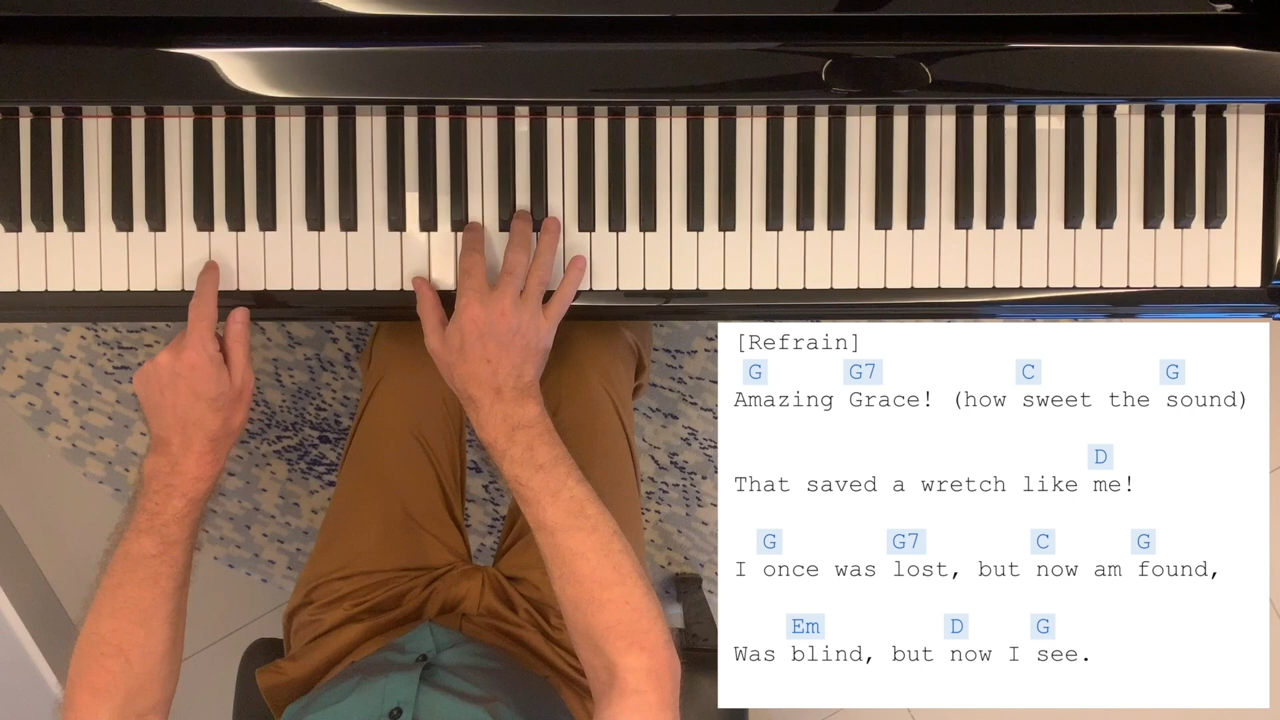 [Refrain]
G G7 C G
Amazing Grace! (how sweet the sound)
D
That saved a wretch like me!
G G7 C G
I once was lost, but now am found,
Em D G
Was blind, but now I see.